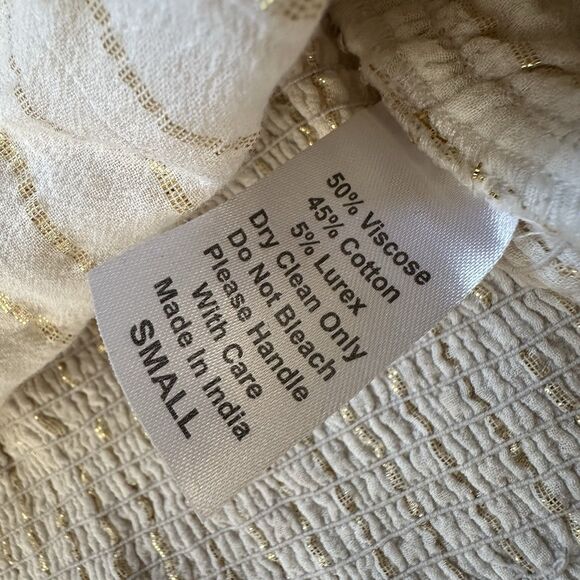 50% Viscose
45% Cotton
5% Lurex
Dry Clean Only
Do Not Bleach
Please Handle
With Care
Made In India
SMALL